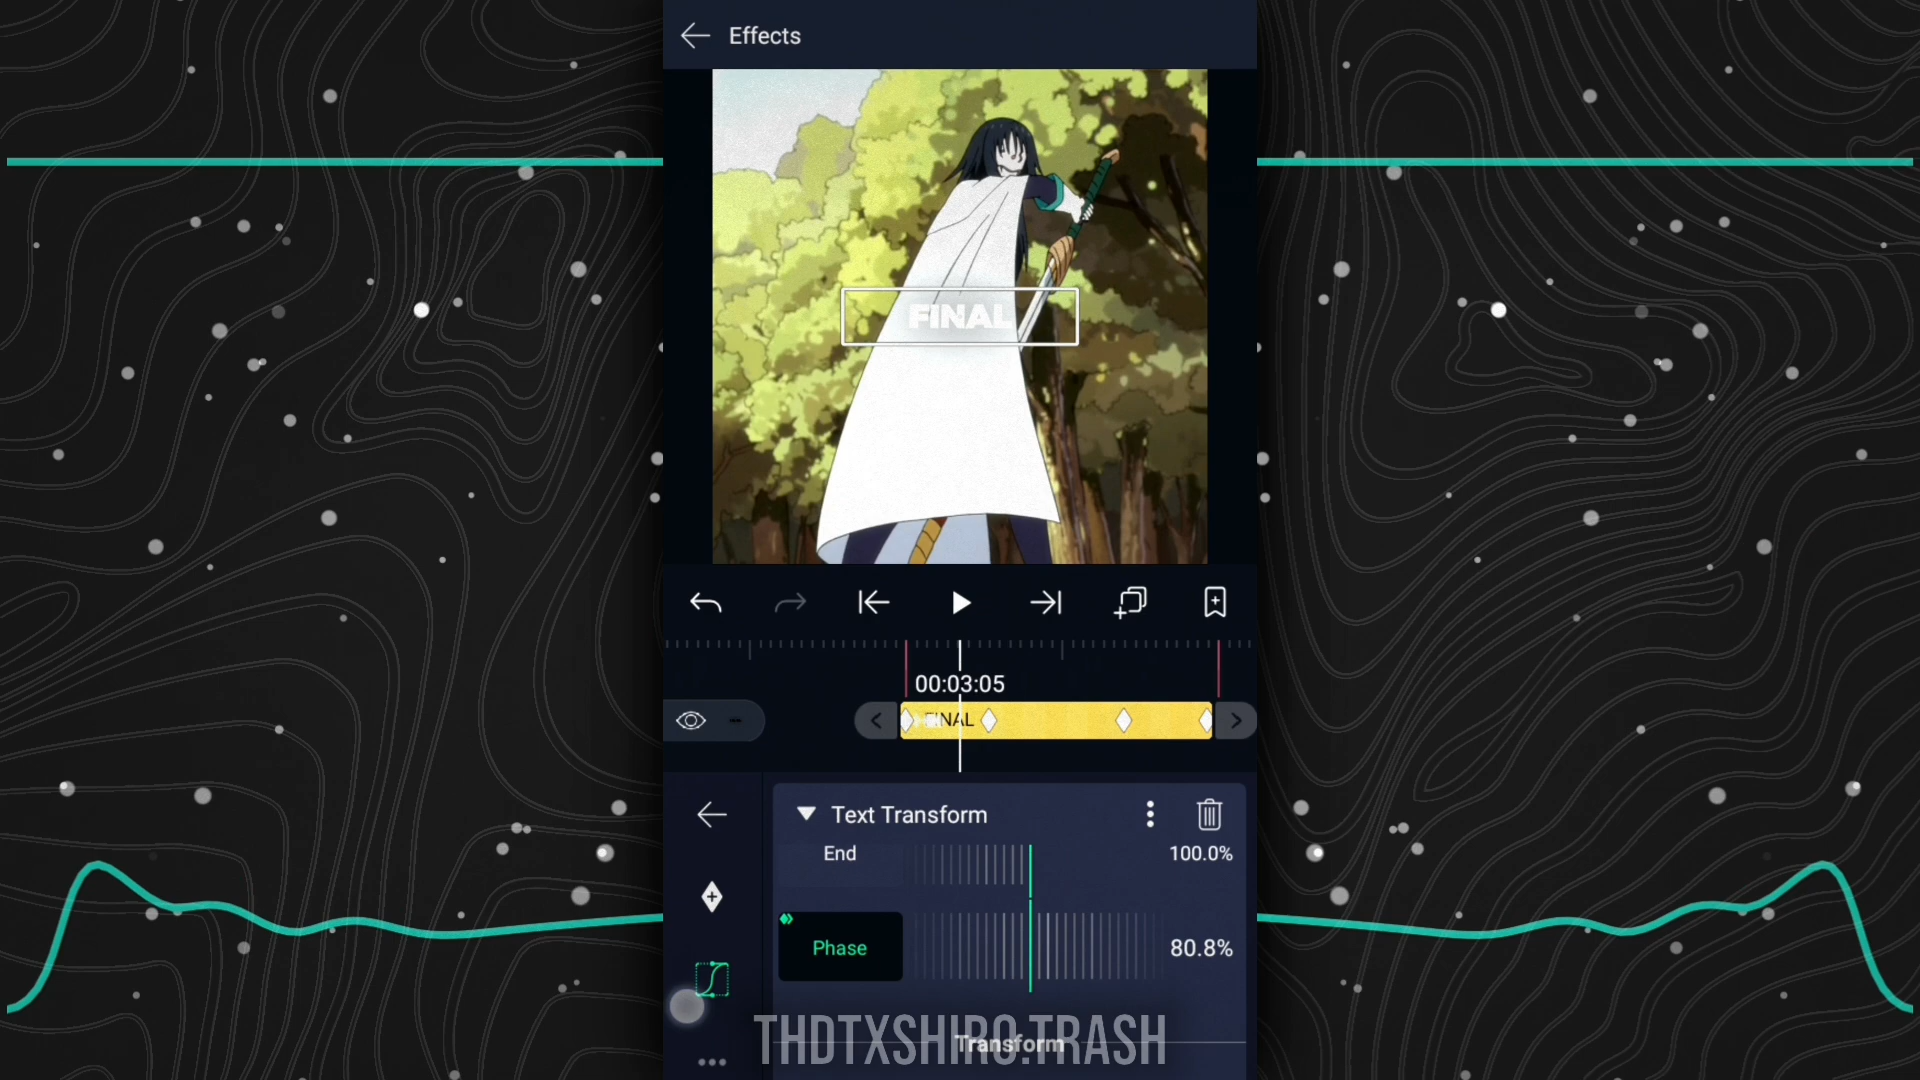 Effects
FINAL
00:03:05
FINAL
Text Transform
End
100.0%
Phase
80.8%
Transform
THDTXSHIRO.TRASH